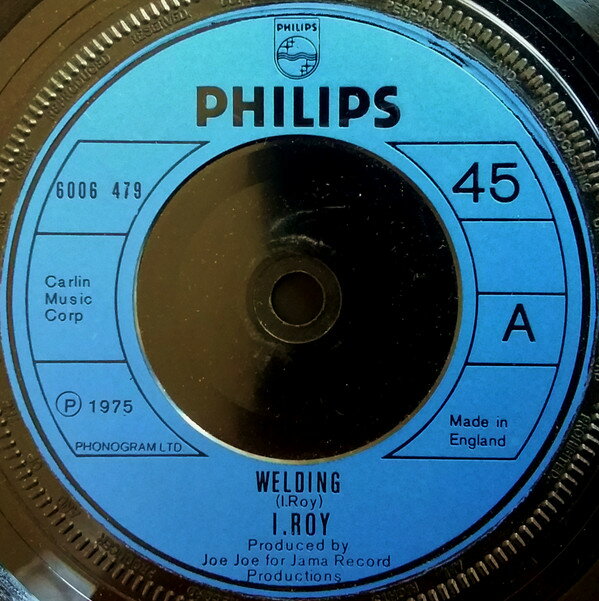 PHILIPS
PHILIPS
6006 479
45
Carlin
Music
Corp
A
℗ 1975
PHONOGRAM LTD
Made in
England
WELDING
(I.Roy)
I.ROY
Produced by
Joe Joe for Jama Record
Productions